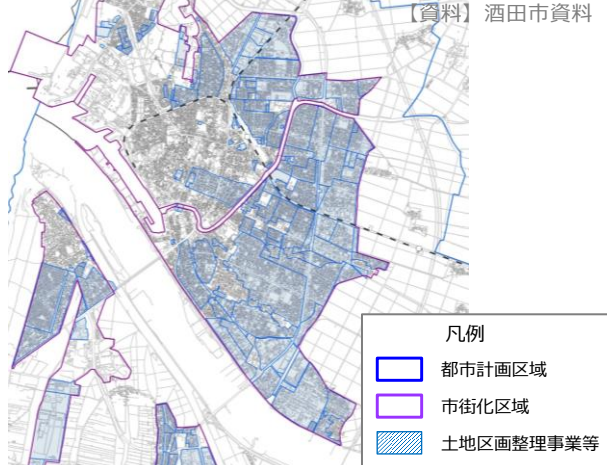 【資料】酒田市資料
凡例
都市計画区域
市街化区域
土地区画整理事業等